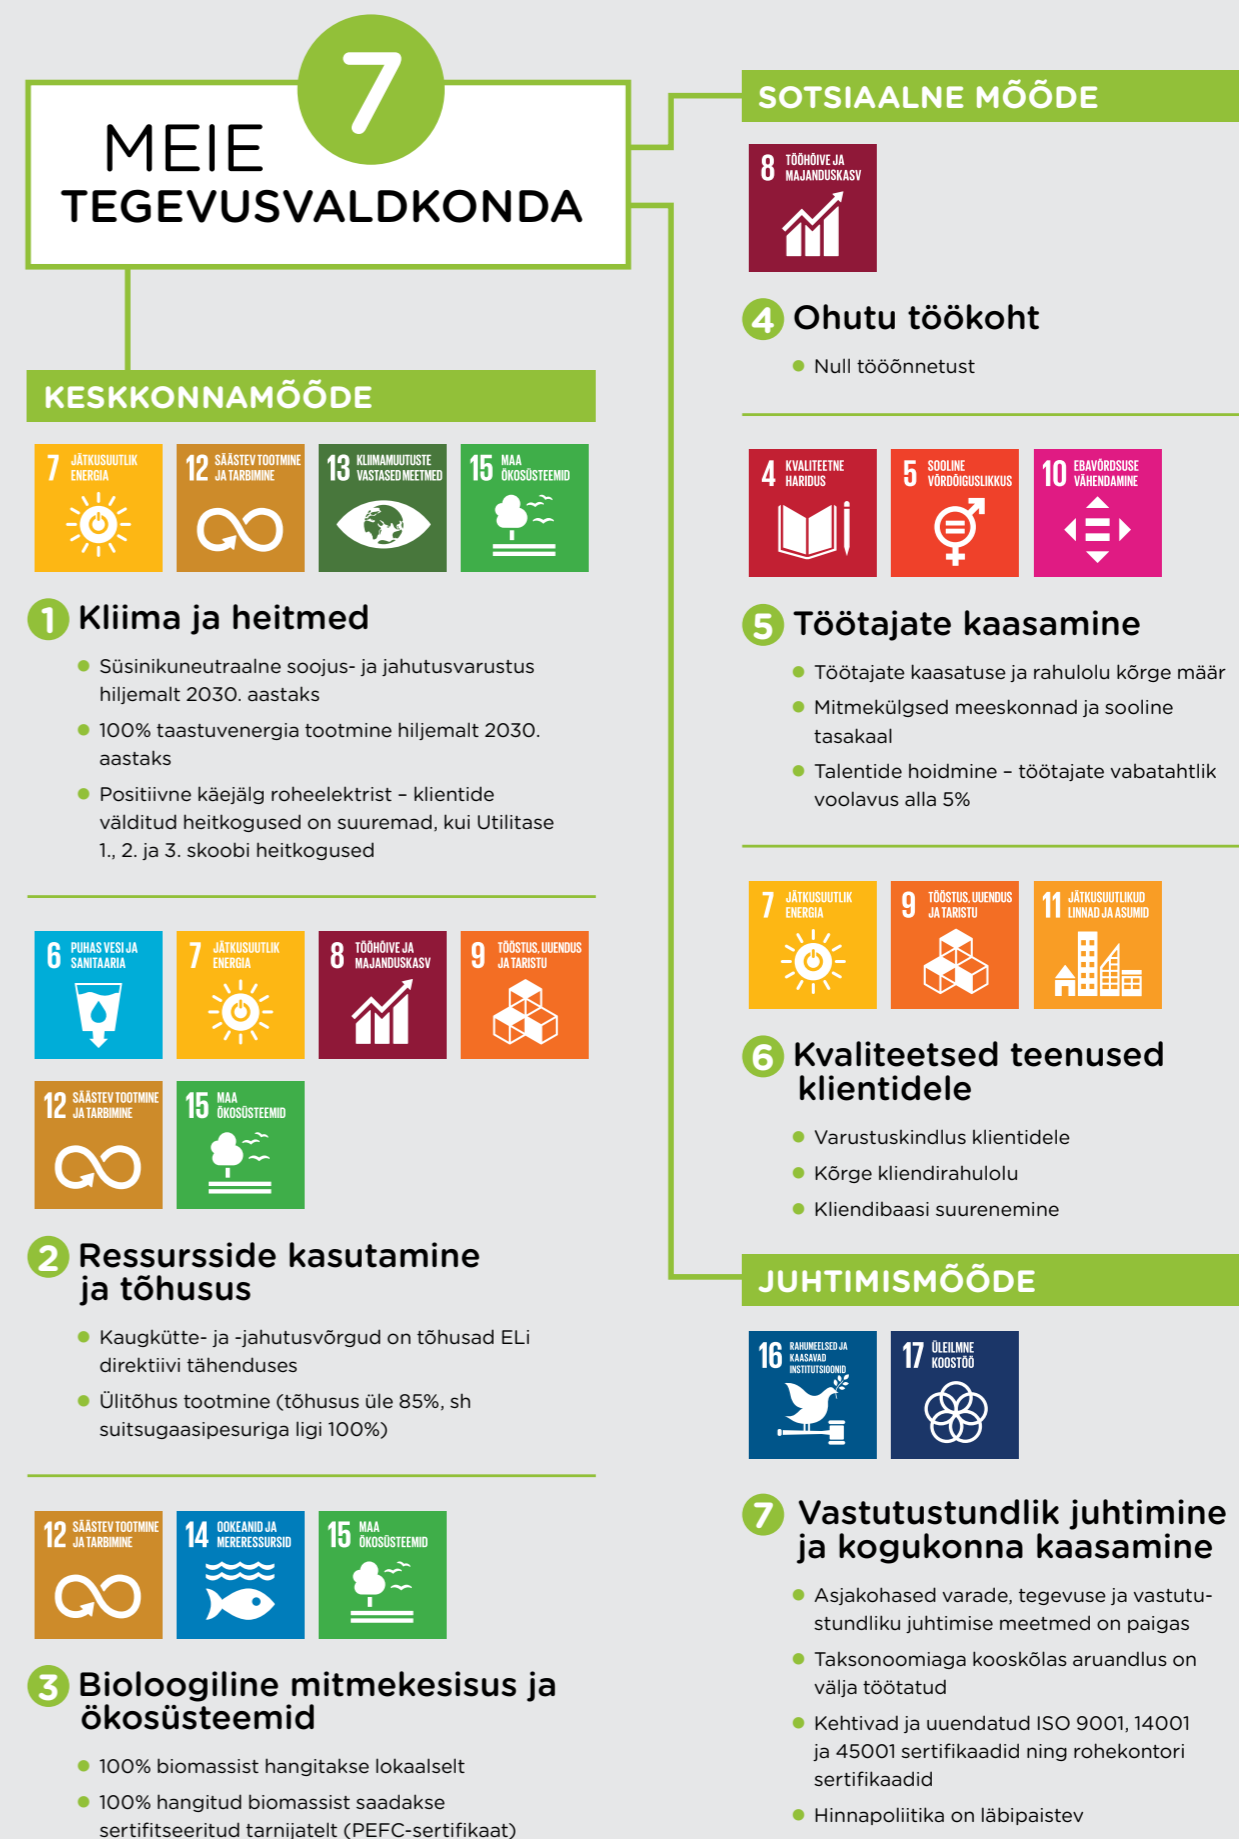 7
MEIE
TEGEVUSVALDKONDA
KESKKONNAMÕÕDE
7 JÄTKUSUUTLIK
ENERGIA
12 SÄÄSTEV TOOTMINE
JA TARBIMINE
13 KLIIMAMUUTUSTE
VASTASED MEETMED
15 MAA
ÖKOSÜSTEEMID
1 Kliima ja heitmed
● Süsinikuneutraalne soojus- ja jahutusvarustus
hiljemalt 2030. aastaks
● 100% taastuvenergia tootmine hiljemalt 2030.
aastaks
● Positiivne käejälg roheelektrist – klientide
välditud heitkogused on suuremad, kui Utilitase
1., 2. ja 3. skoobi heitkogused
6 PUHAS VESI JA
SANITAARIA
7 JÄTKUSUUTLIK
ENERGIA
8 TÖÖHÕIVE JA
MAJANDUSKASV
9 TÖÖSTUS, UUENDUS
JA TARISTU
12 SÄÄSTEV TOOTMINE
JA TARBIMINE
15 MAA
ÖKOSÜSTEEMID
2 Ressursside kasutamine
ja tõhusus
● Kaugkütte- ja -jahutusvõrgud on tõhusad ELi
direktiivi tähenduses
● Ülitõhus tootmine (tõhusus üle 85%, sh
suitsugaasipesuriga ligi 100%)
12 SÄÄSTEV TOOTMINE
JA TARBIMINE
14 OOKEANID JA
MERERESSURSID
15 MAA
ÖKOSÜSTEEMID
3 Bioloogiline mitmekesisus ja
ökosüsteemid
● 100% biomassist hangitakse lokaalselt
● 100% hangitud biomassist saadakse
sertifitseeritud tarnijatelt (PEFC-sertifikaat)
SOTSIAALNE MÕÕDE
8 TÖÖHÕIVE JA
MAJANDUSKASV
4 Ohutu töökoht
● Null tööõnnetust
4 KVALITEETNE
HARIDUS
5 SOOLINE
VÕRDÕIGUSLIKKUS
10 EBAVÕRDSUSE
VÄHENDAMINE
5 Töötajate kaasamine
● Töötajate kaasatuse ja rahulolu kõrge määr
● Mitmekülgsed meeskonnad ja sooline
tasakaal
● Talentide hoidmine – töötajate vabatahtlik
voolavus alla 5%
7 JÄTKUSUUTLIK
ENERGIA
9 TÖÖSTUS, UUENDUS
JA TARISTU
11 JÄTKUSUUTLIKUD
LINNAD JA ASUMID
6 Kvaliteetsed teenused
klientidele
● Varustuskindlus klientidele
● Kõrge kliendirahulolu
● Kliendibaasi suurenemine
JUHTIMISMÕÕDE
16 RAHUMEELSED JA
KAASAVAD
INSTITUTSIOONID
17 ÜLEILMNE
KOOSTÖÖ
7 Vastutustundlik juhtimine
ja kogukonna kaasamine
● Asjakohased varade, tegevuse ja vastutu-
stundliku juhtimise meetmed on paigas
● Taksonoomiaga kooskõlas aruandlus on
välja töötatud
● Kehtivad ja uuendatud ISO 9001, 14001
ja 45001 sertifikaadid ning rohekontori
sertifikaadid
● Hinnapoliitika on läbipaistev